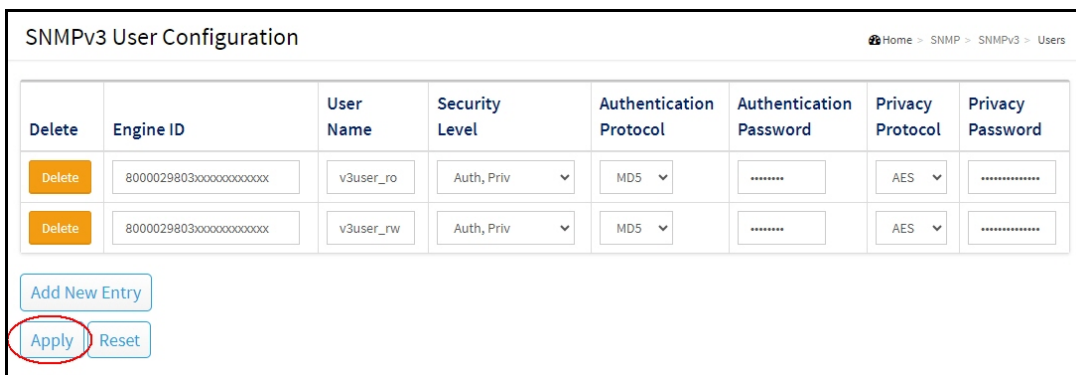 SNMPv3 User Configuration
Home > SNMP > SNMPv3 > Users
Delete
Engine ID
User Name
Security Level
Authentication Protocol
Authentication Password
Privacy Protocol
Privacy Password
Delete 8000029803xxxxxxxxxxxx v3user_ro Auth, Priv MD5 •••••••• AES ••••••••••••••
Delete 8000029803xxxxxxxxxxxx v3user_rw Auth, Priv MD5 •••••••• AES ••••••••••••••
Add New Entry
Apply Reset